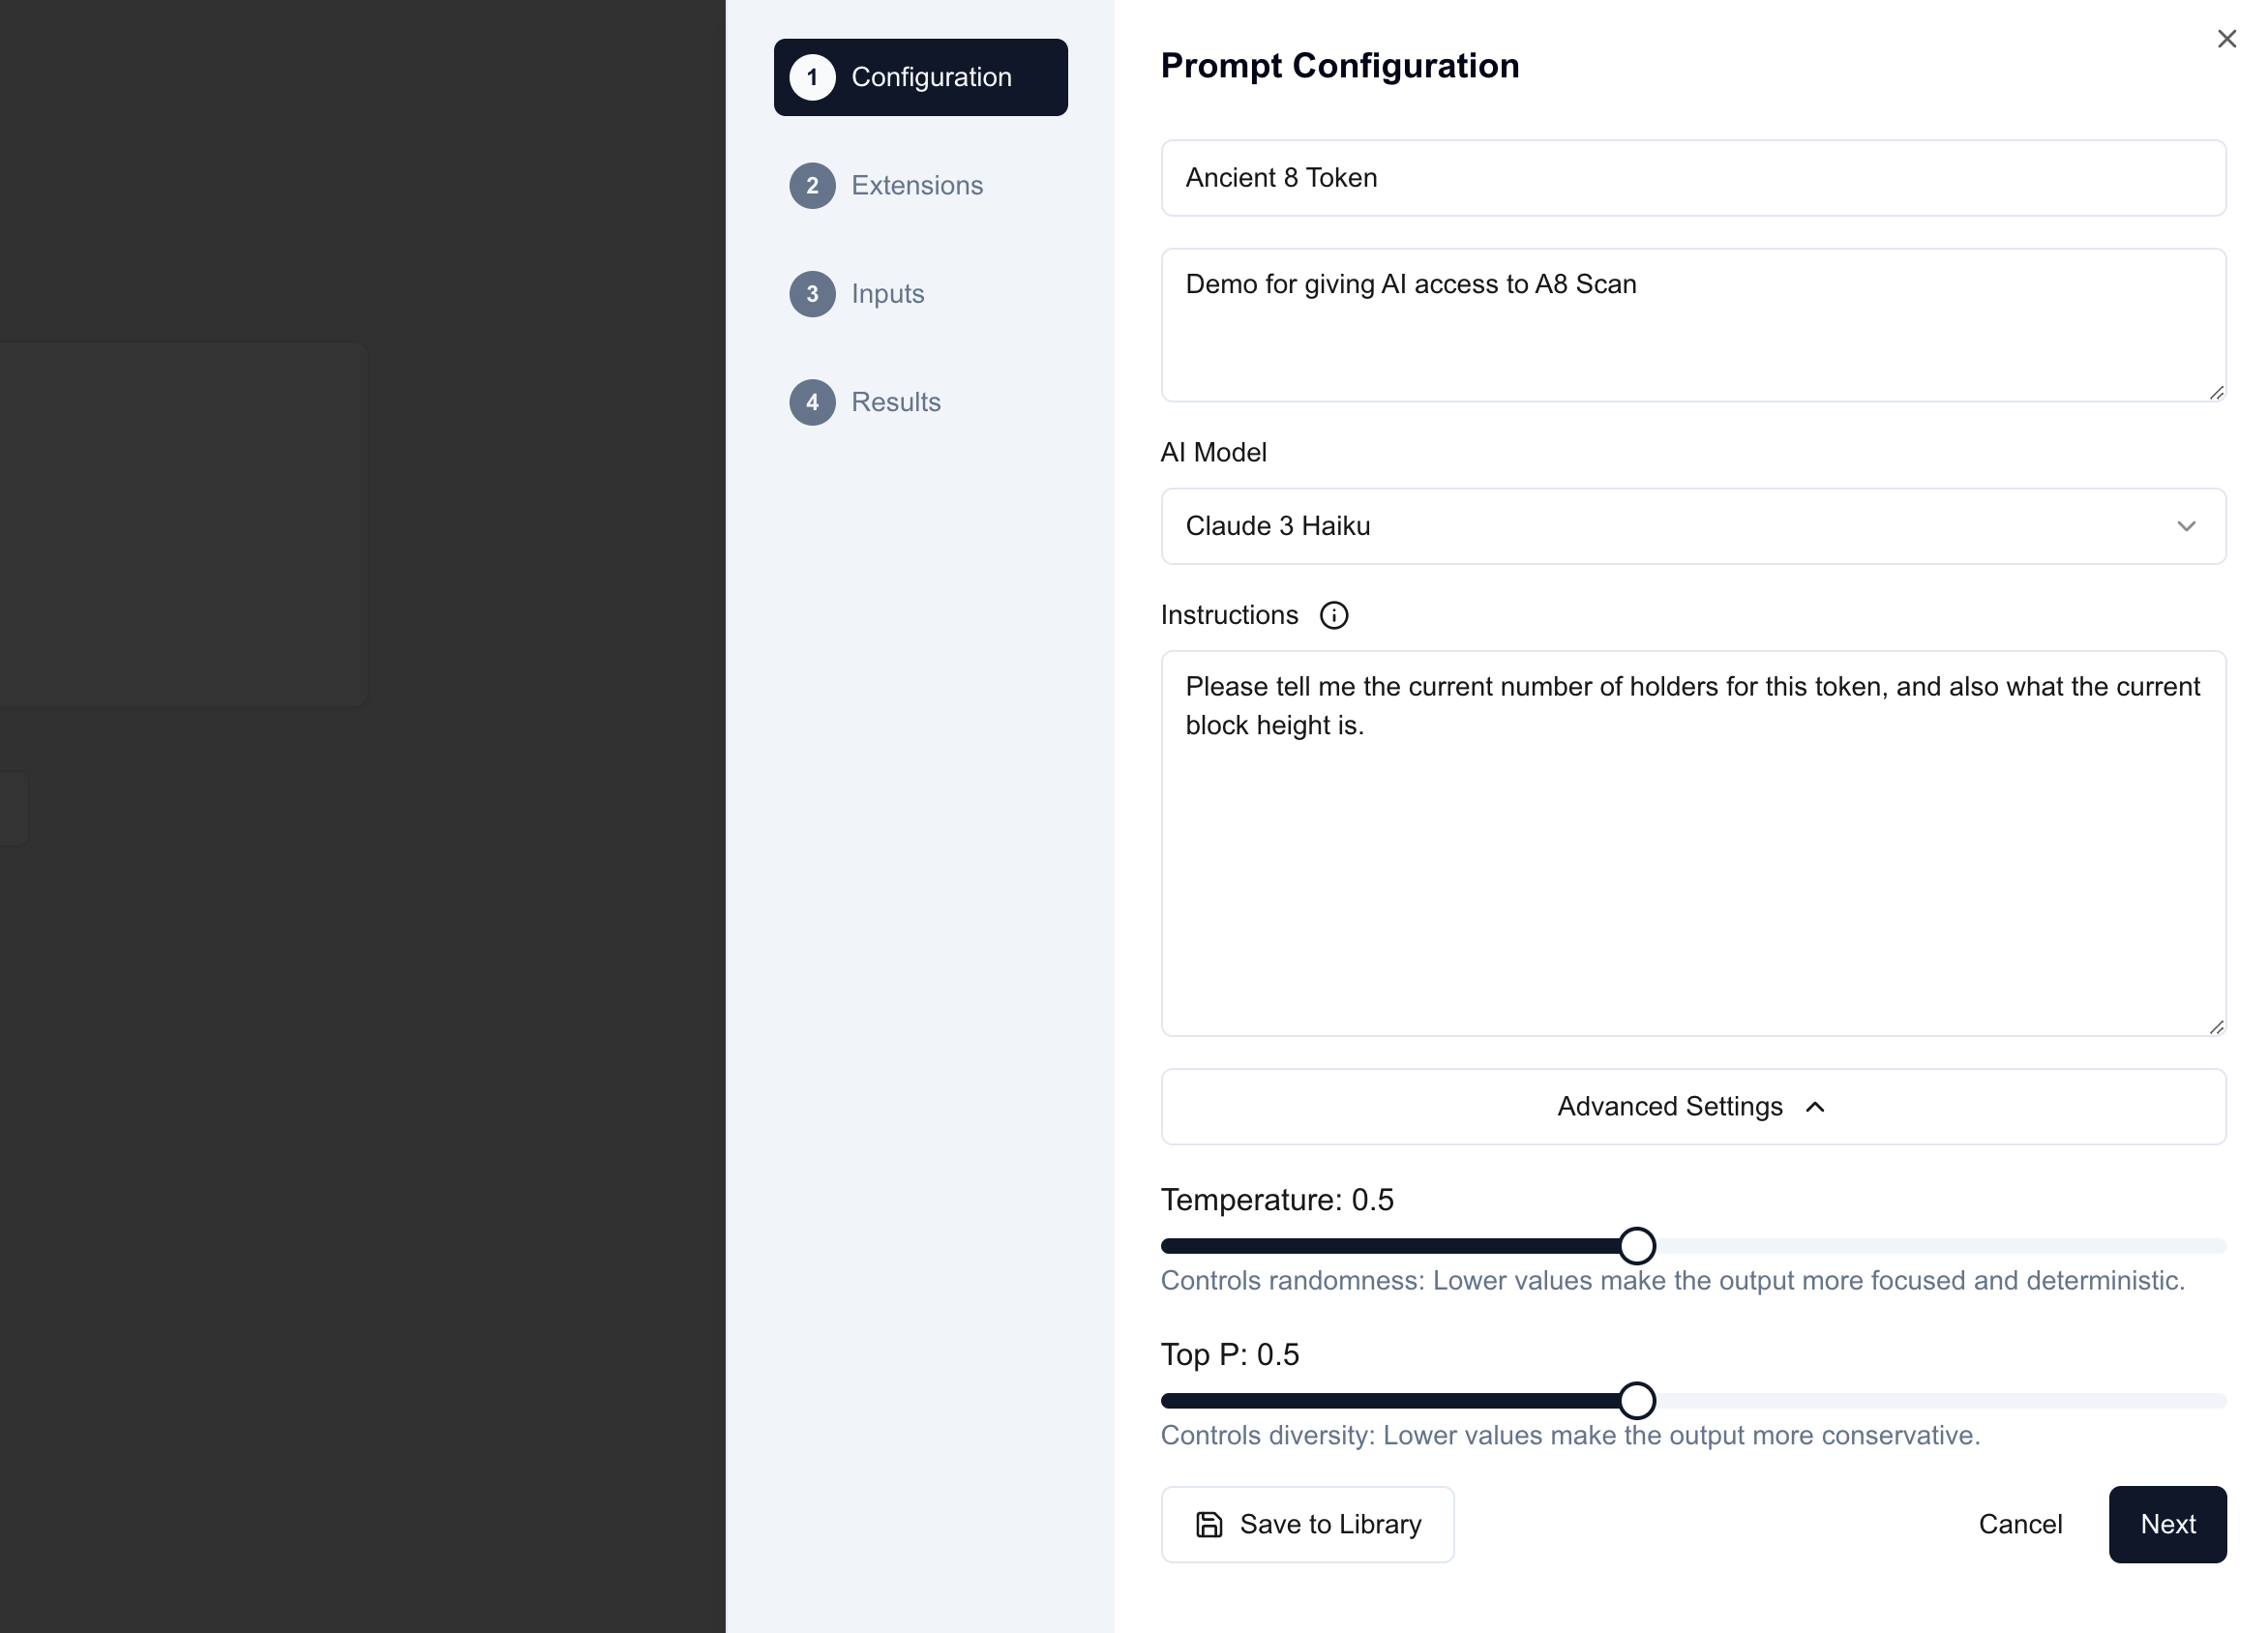 1 Configuration
2 Extensions
3 Inputs
4 Results
Prompt Configuration
Ancient 8 Token
Demo for giving AI access to A8 Scan
AI Model
Claude 3 Haiku
Instructions
Please tell me the current number of holders for this token, and also what the current
block height is.
Advanced Settings
Temperature: 0.5
Controls randomness: Lower values make the output more focused and deterministic.
Top P: 0.5
Controls diversity: Lower values make the output more conservative.
Save to Library
Cancel
Next